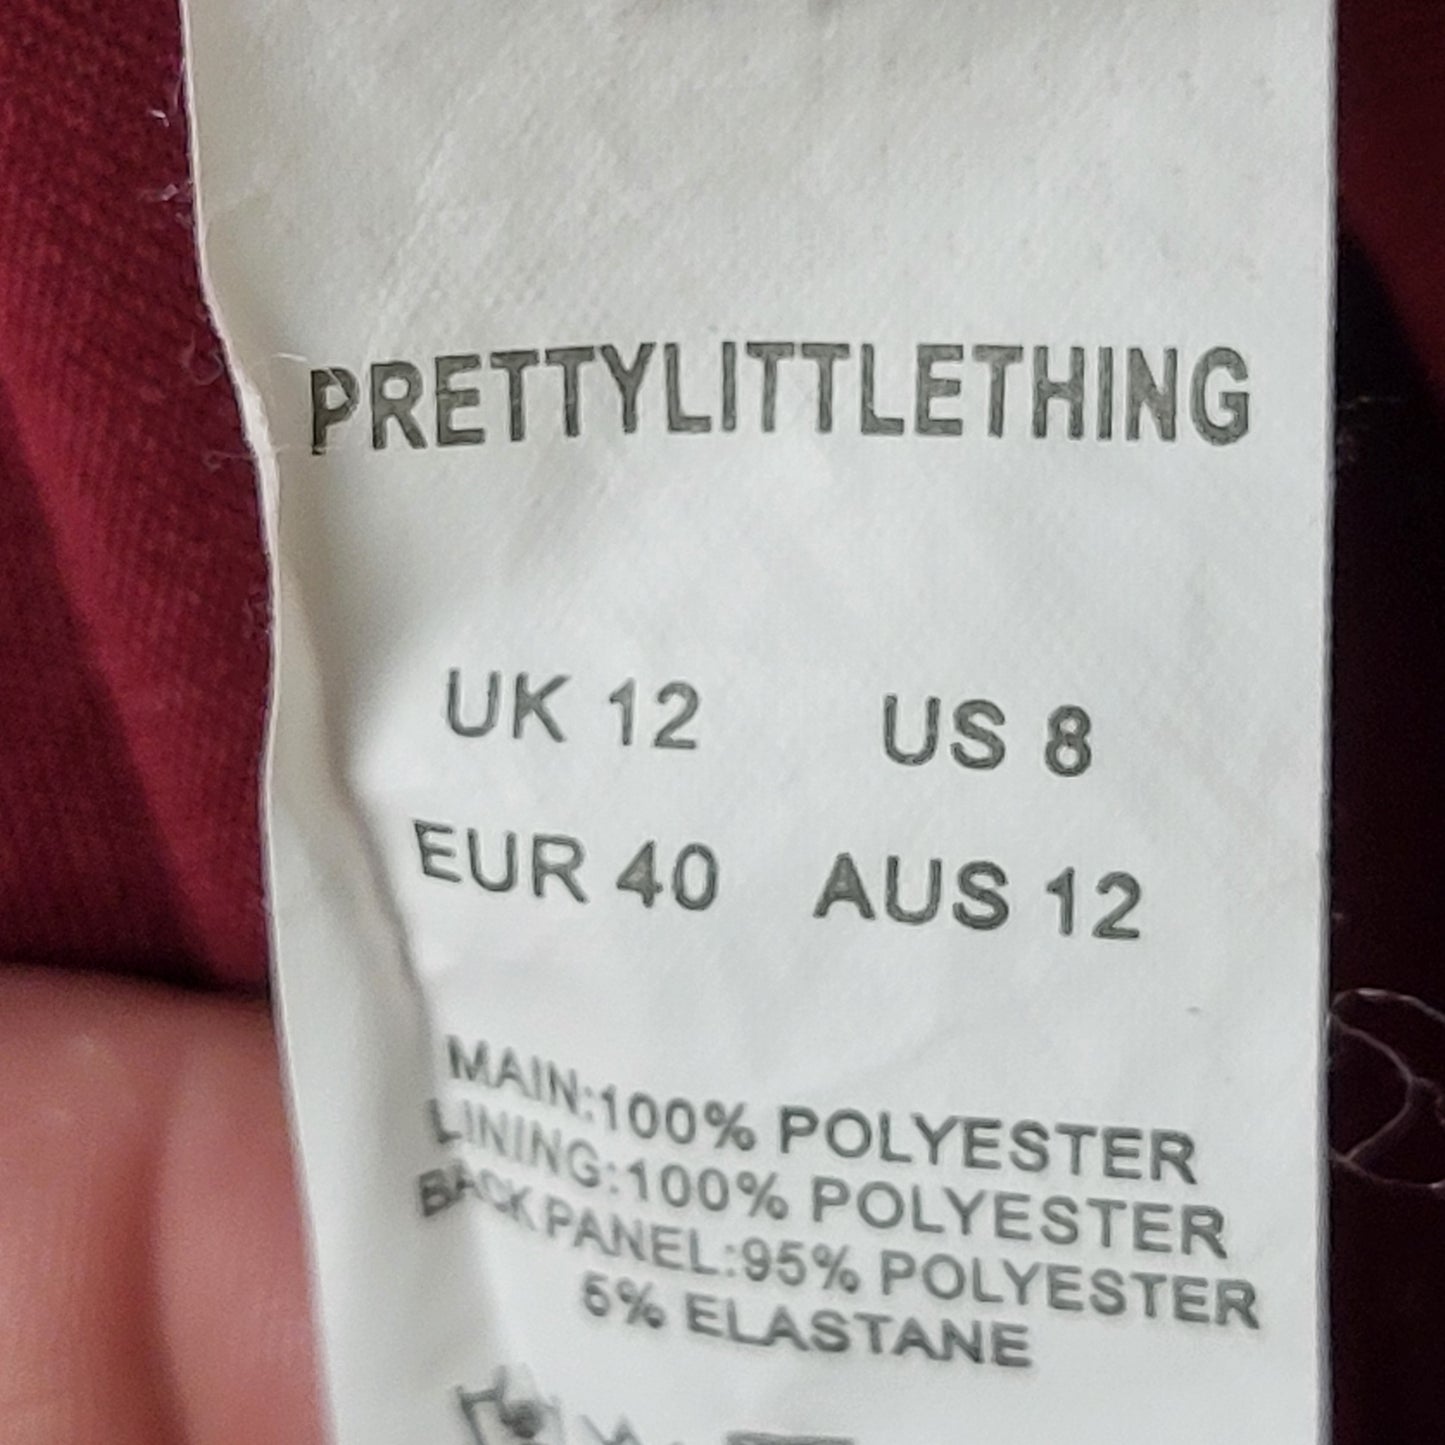 PRETTYLITTLETHING
UK 12 US 8
EUR 40 AUS 12
MAIN:100% POLYESTER
LINING:100% POLYESTER
BACK PANEL:95% POLYESTER
5% ELASTANE